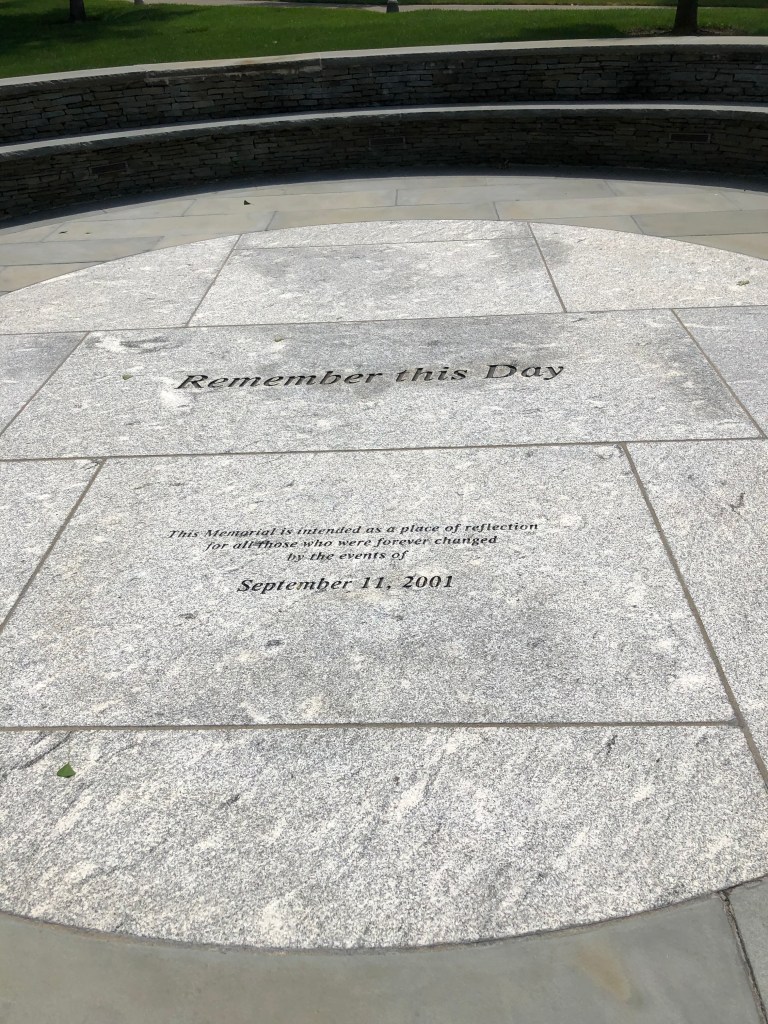 Remember this Day
This Memorial is intended as a place of reflection
for all those who were forever changed
by the events of
September 11, 2001